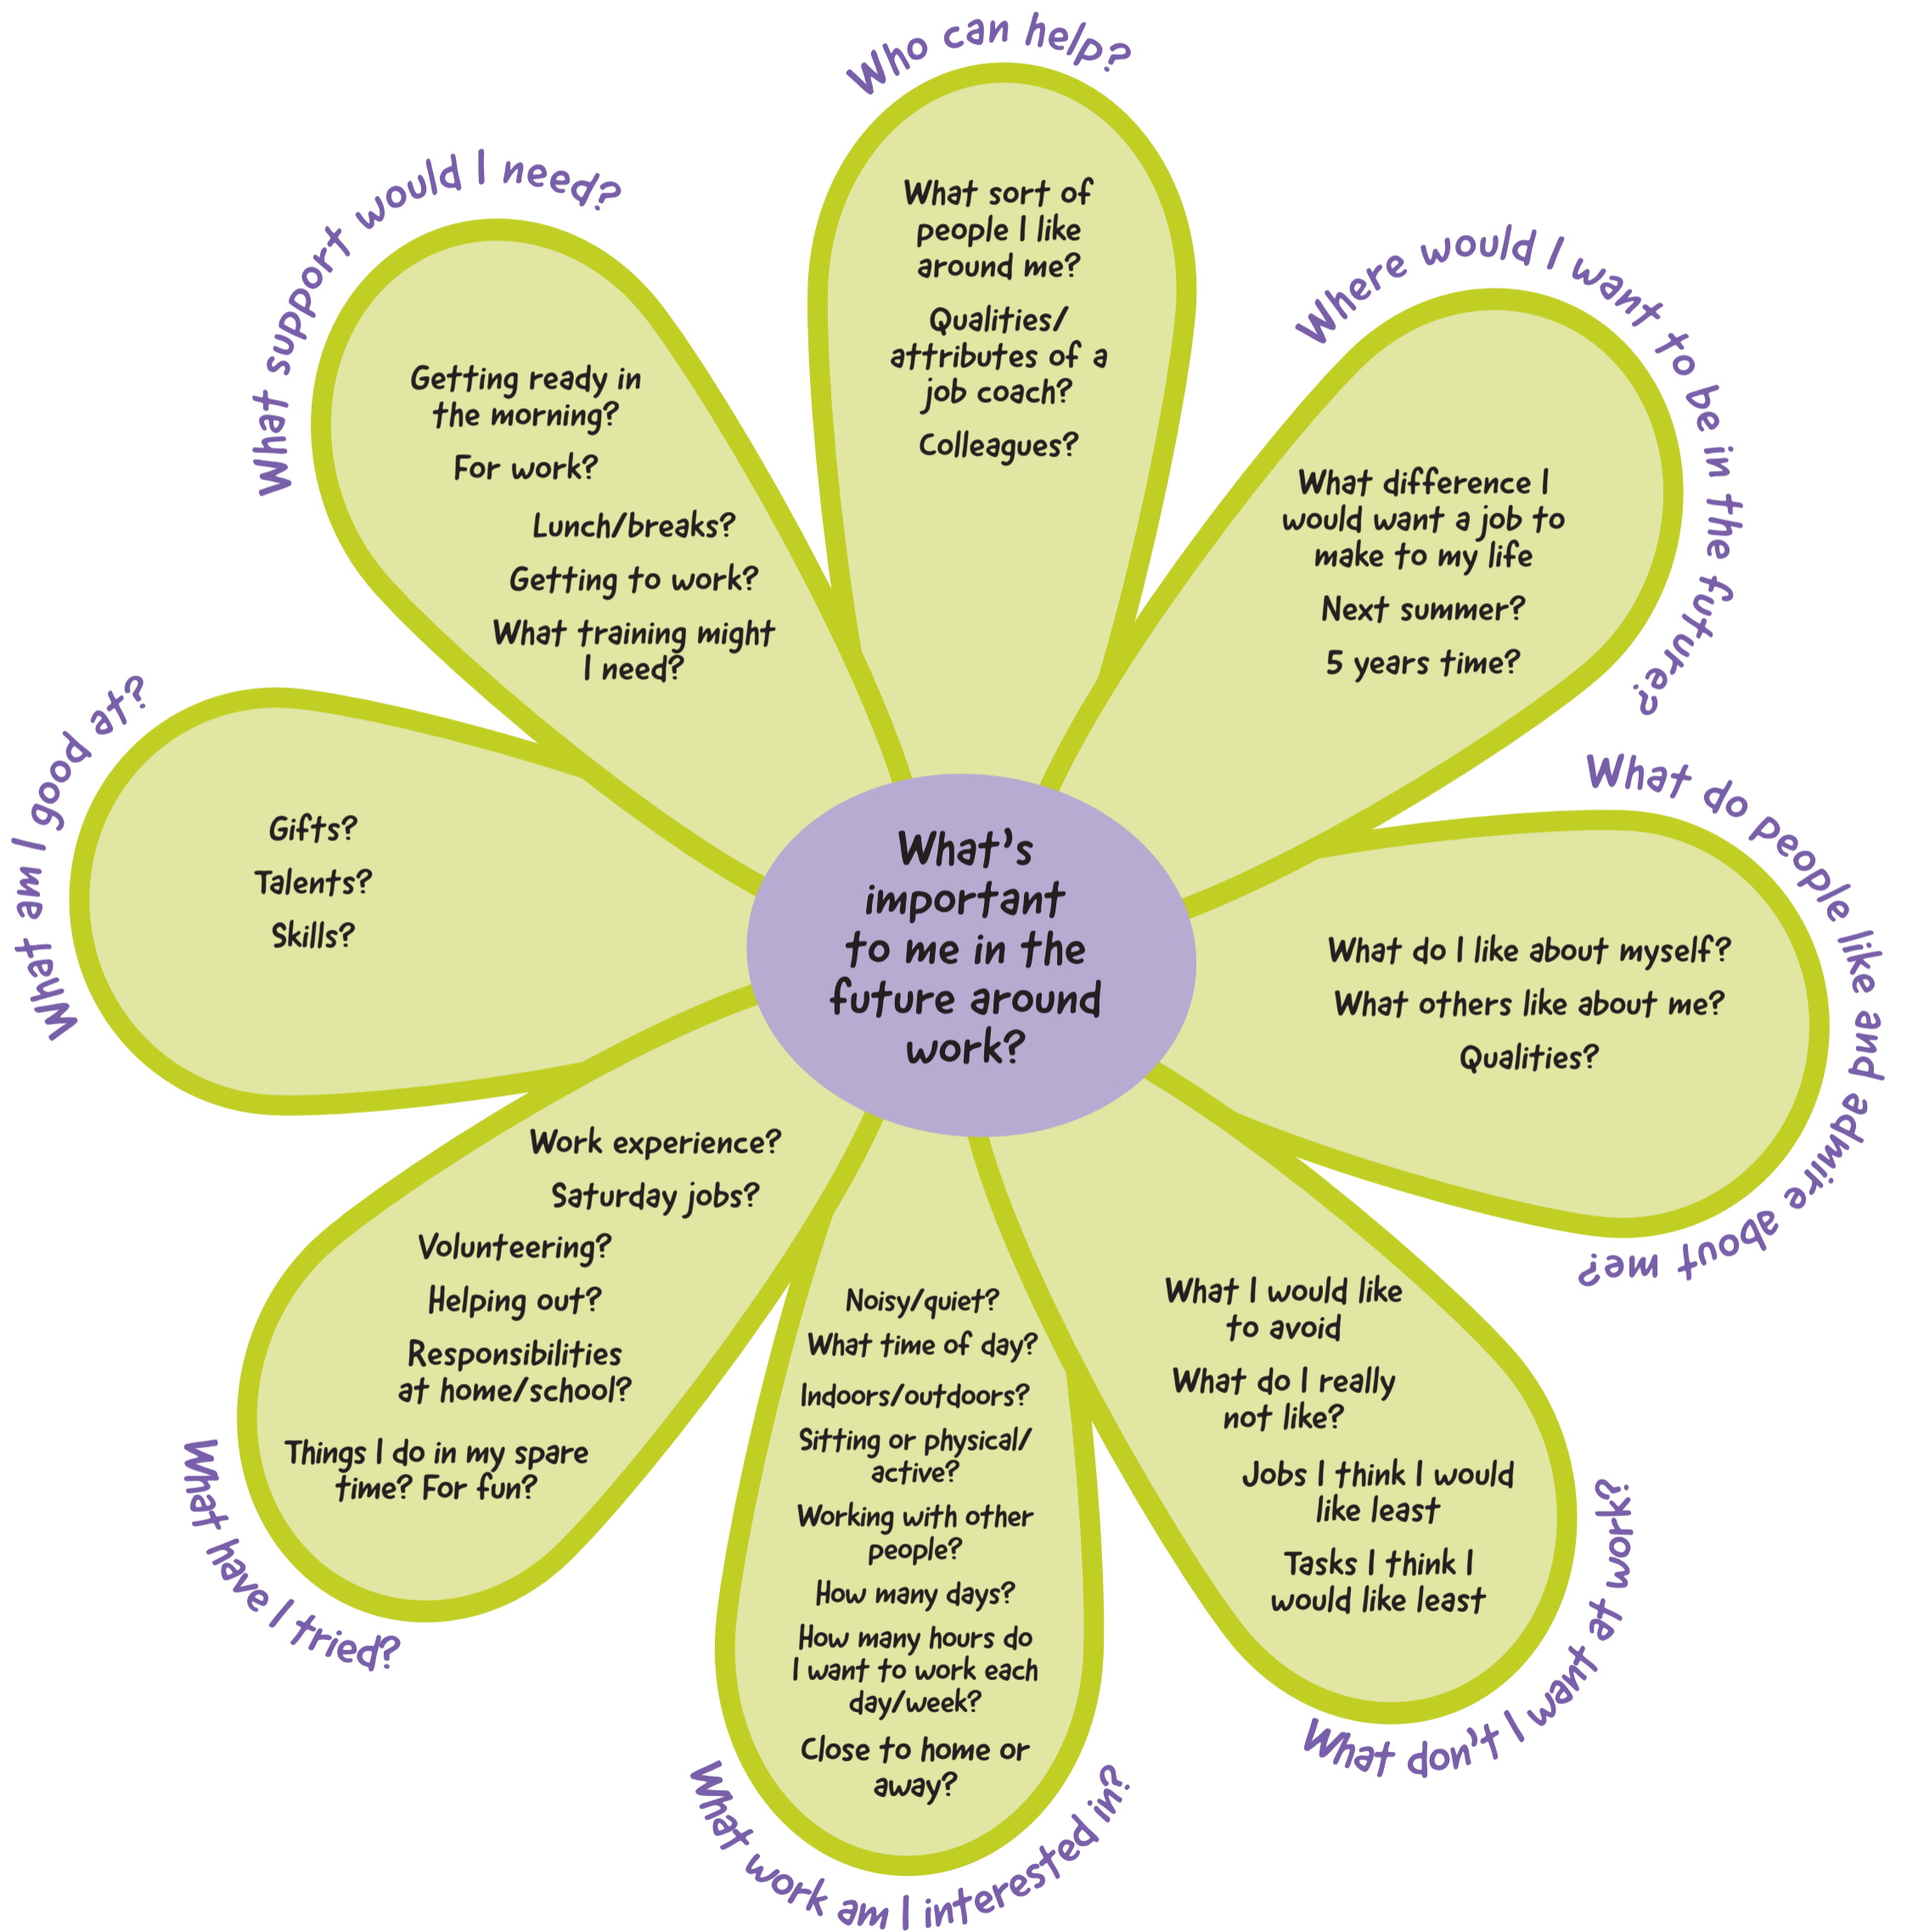 Who can help?
What sort of
people I like
around me?
Qualities/
attributes of a
job coach?
Colleagues?
Where would I want to be in the future?
What difference I
would want a job to
make to my life
Next summer?
5 years time?
What do people like and admire about me?
What do I like about myself?
What others like about me?
Qualities?
What don't I want at work?
What I would like
to avoid
What do I really
not like?
Jobs I think I would
like least
Tasks I think I
would like least
What work am I interested in?
Noisy/quiet?
What time of day?
Indoors/outdoors?
Sitting or physical/
active?
Working with other
people?
How many days?
How many hours do
I want to work each
day/week?
Close to home or
away?
What have I tried?
Work experience?
Saturday jobs?
Volunteering?
Helping out?
Responsibilities
at home/school?
Things I do in my spare
time? For fun?
What am I good at?
Gifts?
Talents?
Skills?
What support would I need?
Getting ready in
the morning?
For work?
Lunch/breaks?
Getting to work?
What training might
I need?
What's
important
to me in the
future around
work?